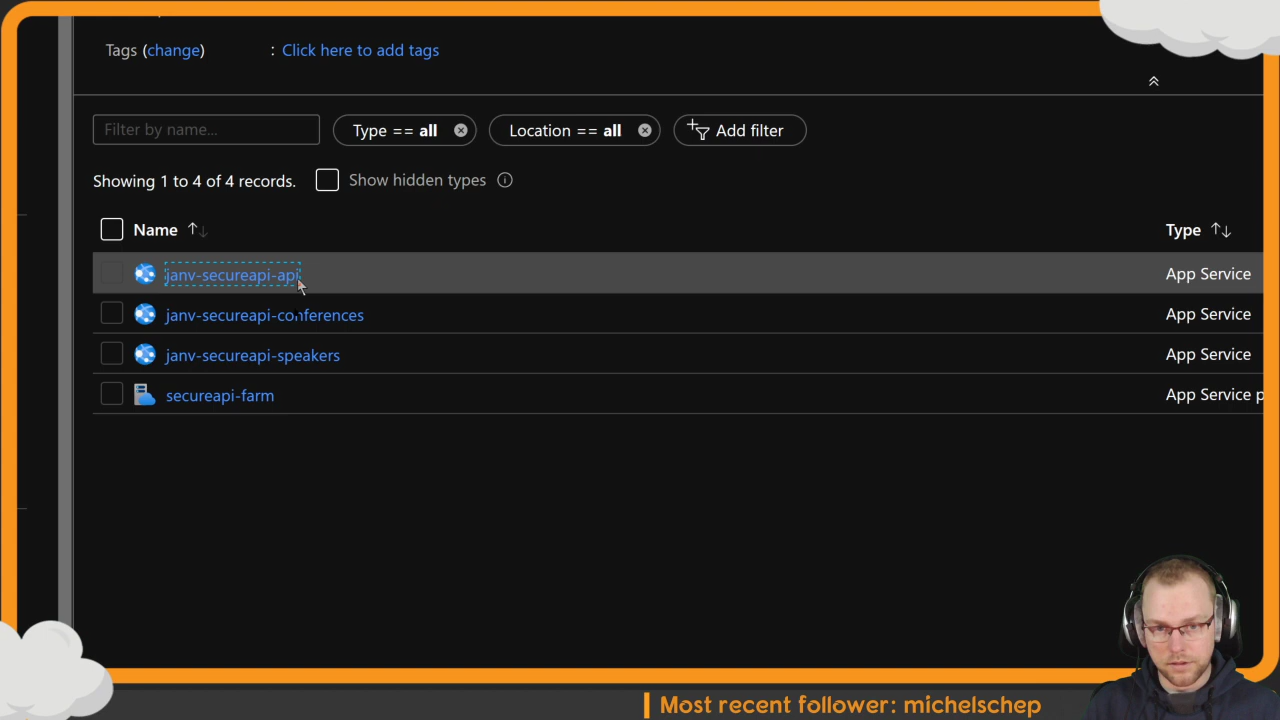 Tags (change) : Click here to add tags
Filter by name...
Type == all
Location == all
Add filter
Showing 1 to 4 of 4 records.
Show hidden types
Name
Type
janv-secureapi-api
App Service
janv-secureapi-conferences
App Service
janv-secureapi-speakers
App Service
secureapi-farm
App Service p
Most recent follower: michelschep